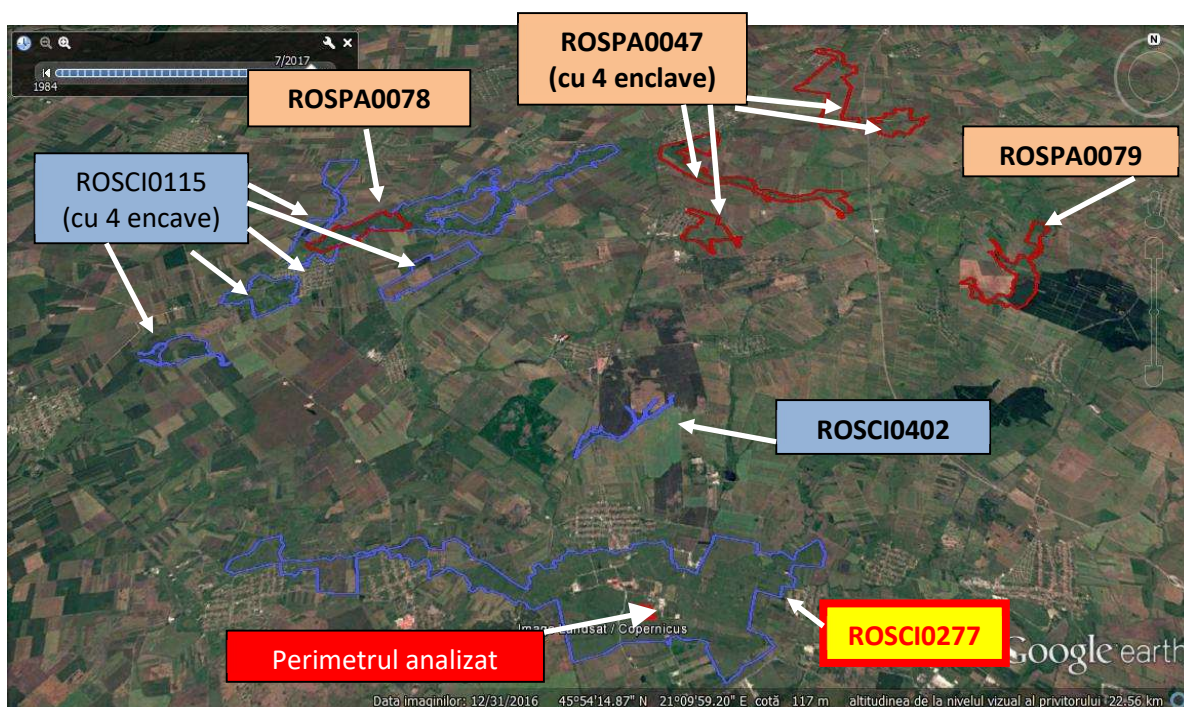 7/2017
1984
N
ROSPA0047
(cu 4 enclave)
ROSPA0078
ROSPA0079
ROSCI0115
(cu 4 encave)
ROSCI0402
ROSCI0277
Perimetrul analizat
Image Landsat / Copernicus
Google earth
Data imaginilor: 12/31/2016 45°54'14.87" N 21°09'59.20" E cotă 117 m altitudinea de la nivelul vizual al privitorului 22.56 km